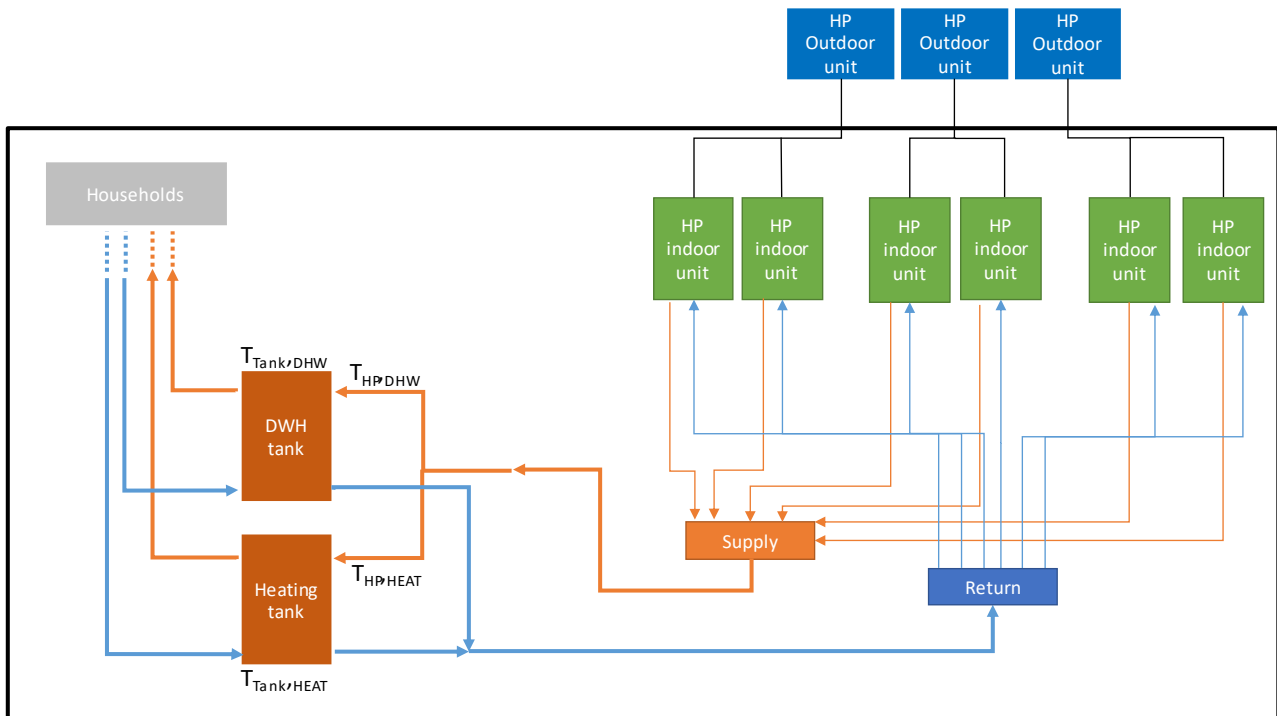 HP
Outdoor
unit
HP
Outdoor
unit
HP
Outdoor
unit
Households
HP
indoor
unit
HP
indoor
unit
HP
indoor
unit
HP
indoor
unit
HP
indoor
unit
HP
indoor
unit
TTank,DHW
THP,DHW
DWH
tank
Supply
THP,HEAT
Heating
tank
Return
TTank,HEAT